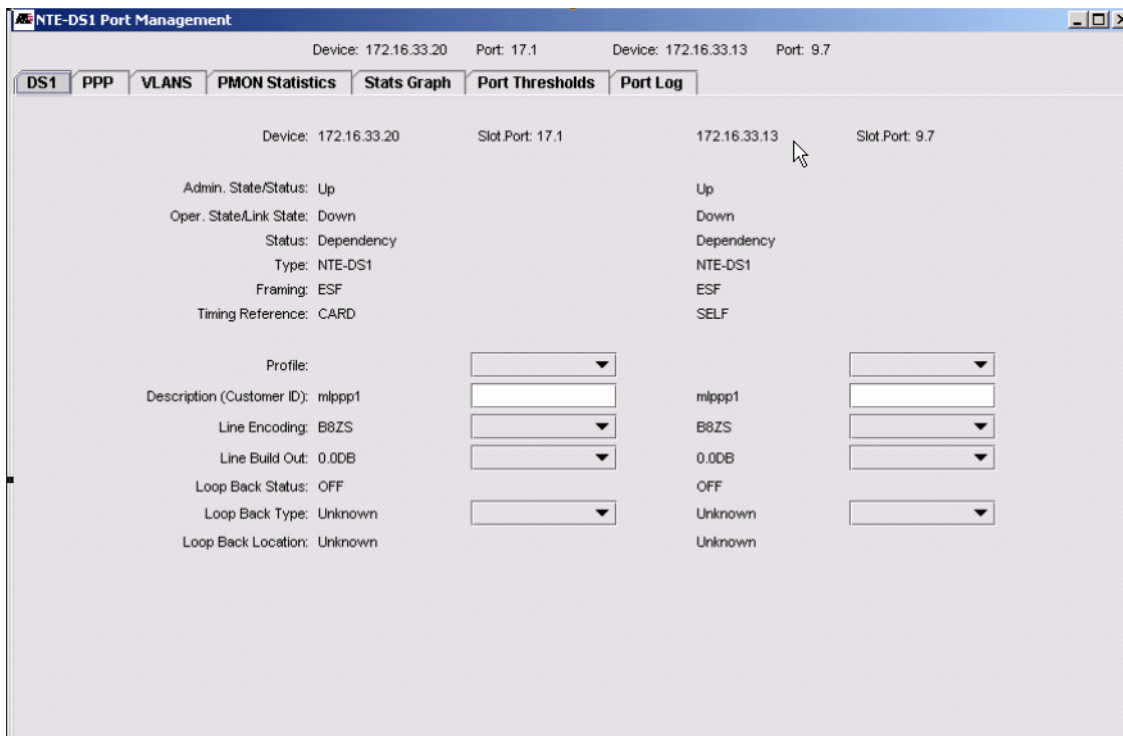 NTE-DS1 Port Management
Device: 172.16.33.20 Port: 17.1 Device: 172.16.33.13 Port: 9.7
DS1 PPP VLANS PMON Statistics Stats Graph Port Thresholds Port Log
Device: 172.16.33.20 Slot.Port: 17.1 172.16.33.13 Slot.Port: 9.7
Admin. State/Status: Up Up
Oper. State/Link State: Down Down
Status: Dependency Dependency
Type: NTE-DS1 NTE-DS1
Framing: ESF ESF
Timing Reference: CARD SELF
Profile:
Description (Customer ID): mlppp1 mlppp1
Line Encoding: B8ZS B8ZS
Line Build Out: 0.0DB 0.0DB
Loop Back Status: OFF OFF
Loop Back Type: Unknown Unknown
Loop Back Location: Unknown Unknown